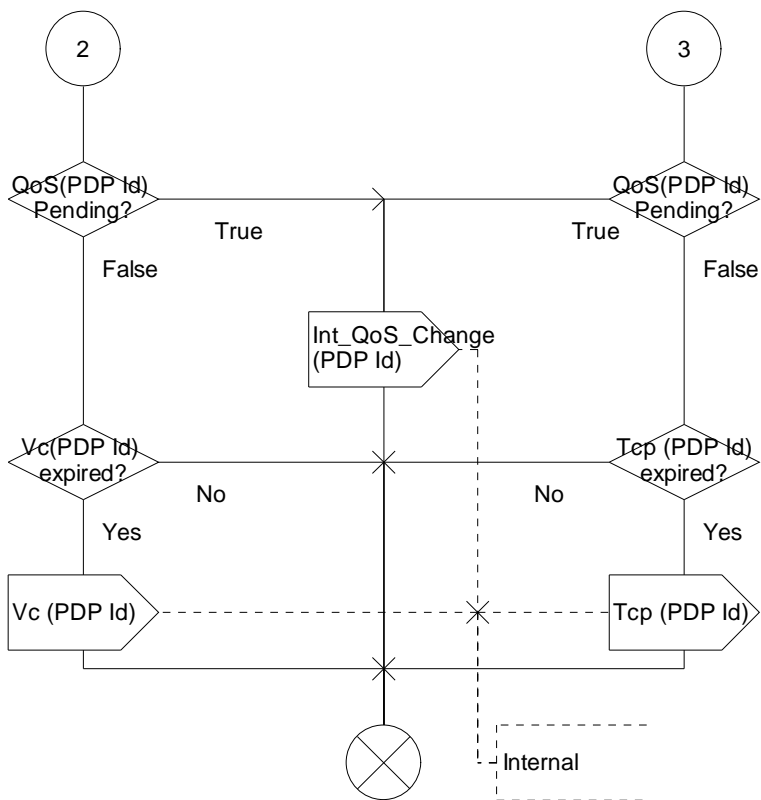 2
3
QoS(PDP Id)
Pending?
QoS(PDP Id)
Pending?
True
True
False
False
Int_QoS_Change
(PDP Id)
Vc(PDP Id)
expired?
Tcp (PDP Id)
expired?
No
No
Yes
Yes
Vc (PDP Id)
Tcp (PDP Id)
Internal